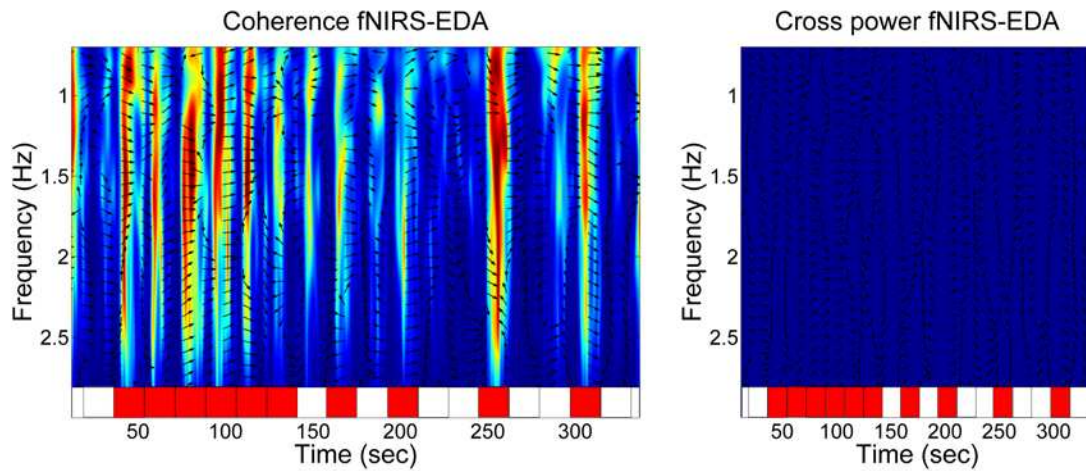 Coherence fNIRS-EDA
Frequency (Hz)
1
1.5
2
2.5
50 100 150 200 250 300
Time (sec)
Cross power fNIRS-EDA
Frequency (Hz)
1
1.5
2
2.5
50 100 150 200 250 300
Time (sec)